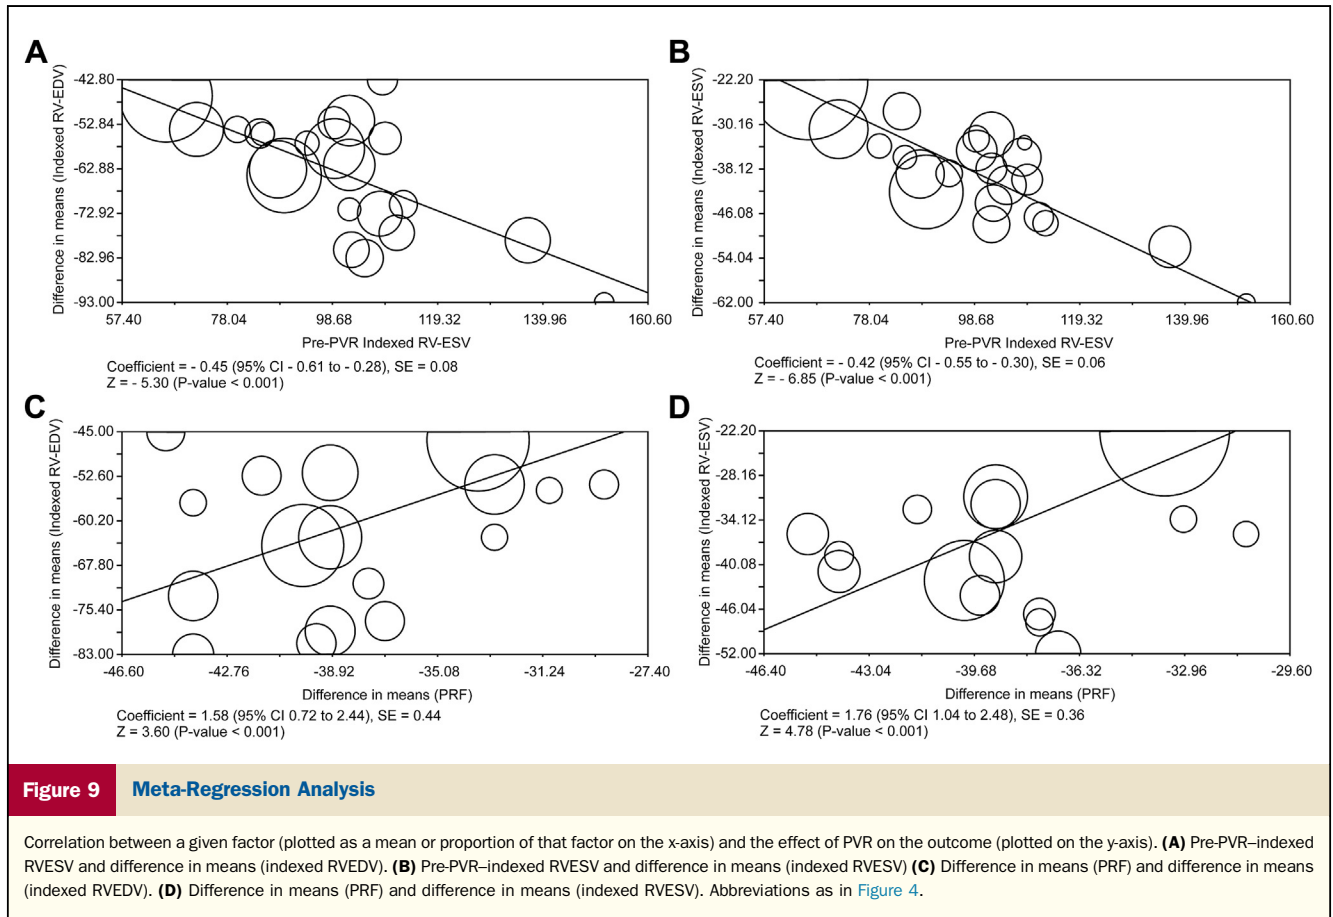 A
Difference in means (Indexed RV-EDV)
-42.80
-52.84
-62.88
-72.92
-82.96
-93.00
57.40 78.04 98.68 119.32 139.96 160.60
Pre-PVR Indexed RV-ESV
Coefficient = - 0.45 (95% CI - 0.61 to - 0.28), SE = 0.08
Z = - 5.30 (P-value < 0.001)
B
Difference in means (Indexed RV-ESV)
-22.20
-30.16
-38.12
-46.08
-54.04
-62.00
57.40 78.04 98.68 119.32 139.96 160.60
Pre-PVR Indexed RV-ESV
Coefficient = - 0.42 (95% CI - 0.55 to - 0.30), SE = 0.06
Z = - 6.85 (P-value < 0.001)
C
Difference in means (Indexed RV-EDV)
-45.00
-52.60
-60.20
-67.80
-75.40
-83.00
-46.60 -42.76 -38.92 -35.08 -31.24 -27.40
Difference in means (PRF)
Coefficient = 1.58 (95% CI 0.72 to 2.44), SE = 0.44
Z = 3.60 (P-value < 0.001)
D
Difference in means (Indexed RV-ESV)
-22.20
-28.16
-34.12
-40.08
-46.04
-52.00
-46.40 -43.04 -39.68 -36.32 -32.96 -29.60
Difference in means (PRF)
Coefficient = 1.76 (95% CI 1.04 to 2.48), SE = 0.36
Z = 4.78 (P-value < 0.001)
Figure 9 Meta-Regression Analysis
Correlation between a given factor (plotted as a mean or proportion of that factor on the x-axis) and the effect of PVR on the outcome (plotted on the y-axis). (A) Pre-PVR–indexed
RVESV and difference in means (indexed RVEDV). (B) Pre-PVR–indexed RVESV and difference in means (indexed RVESV) (C) Difference in means (PRF) and difference in means
(indexed RVEDV). (D) Difference in means (PRF) and difference in means (indexed RVESV). Abbreviations as in Figure 4.